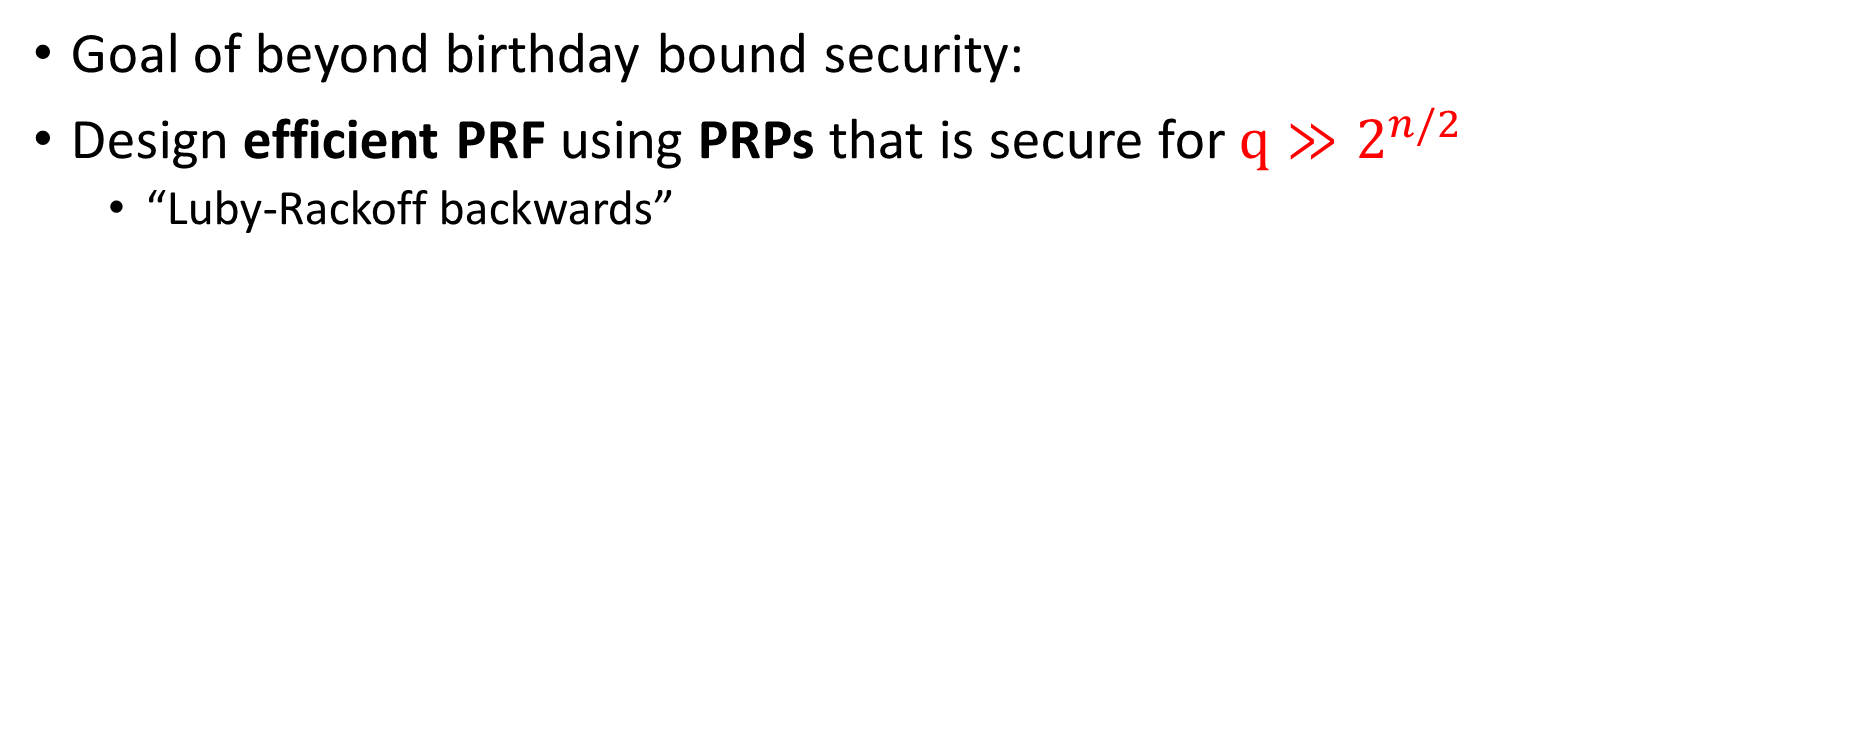 • Goal of beyond birthday bound security:
• Design efficient PRF using PRPs that is secure for q ≫ 2^{n/2}
• “Luby-Rackoff backwards”